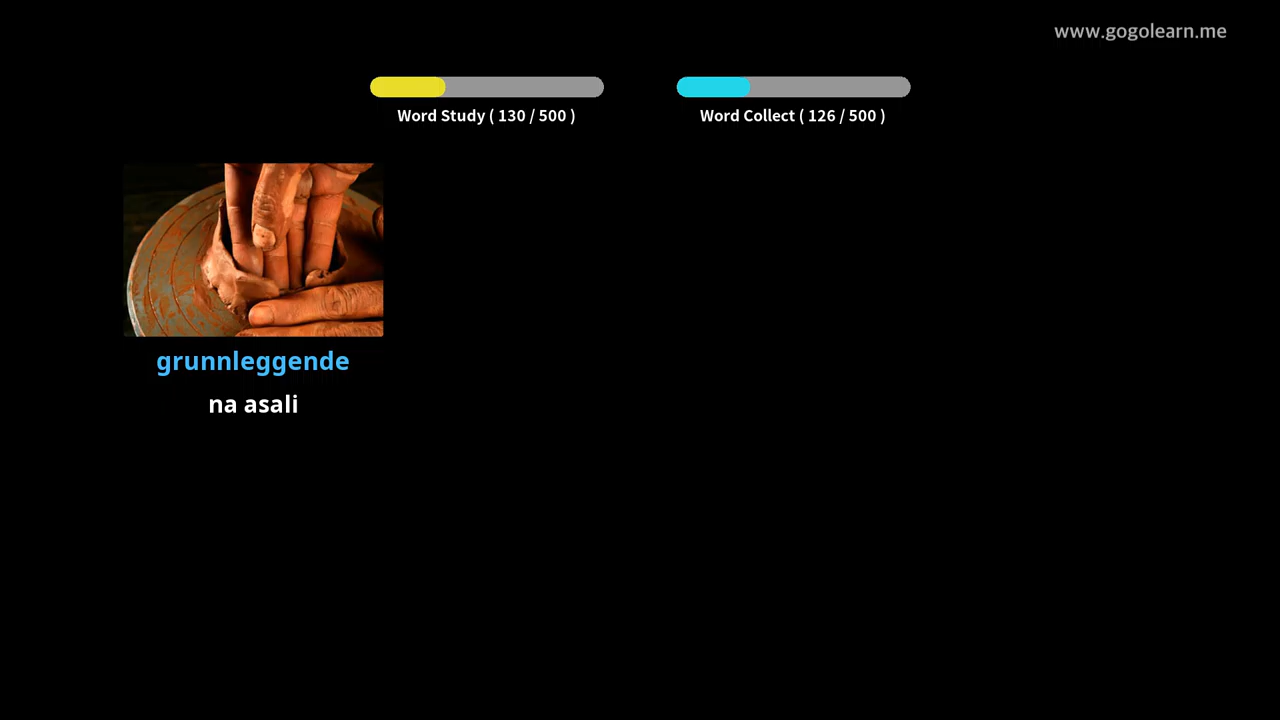 www.gogolearn.me
Word Study ( 130 / 500 )
Word Collect ( 126 / 500 )
grunnleggende
na asali